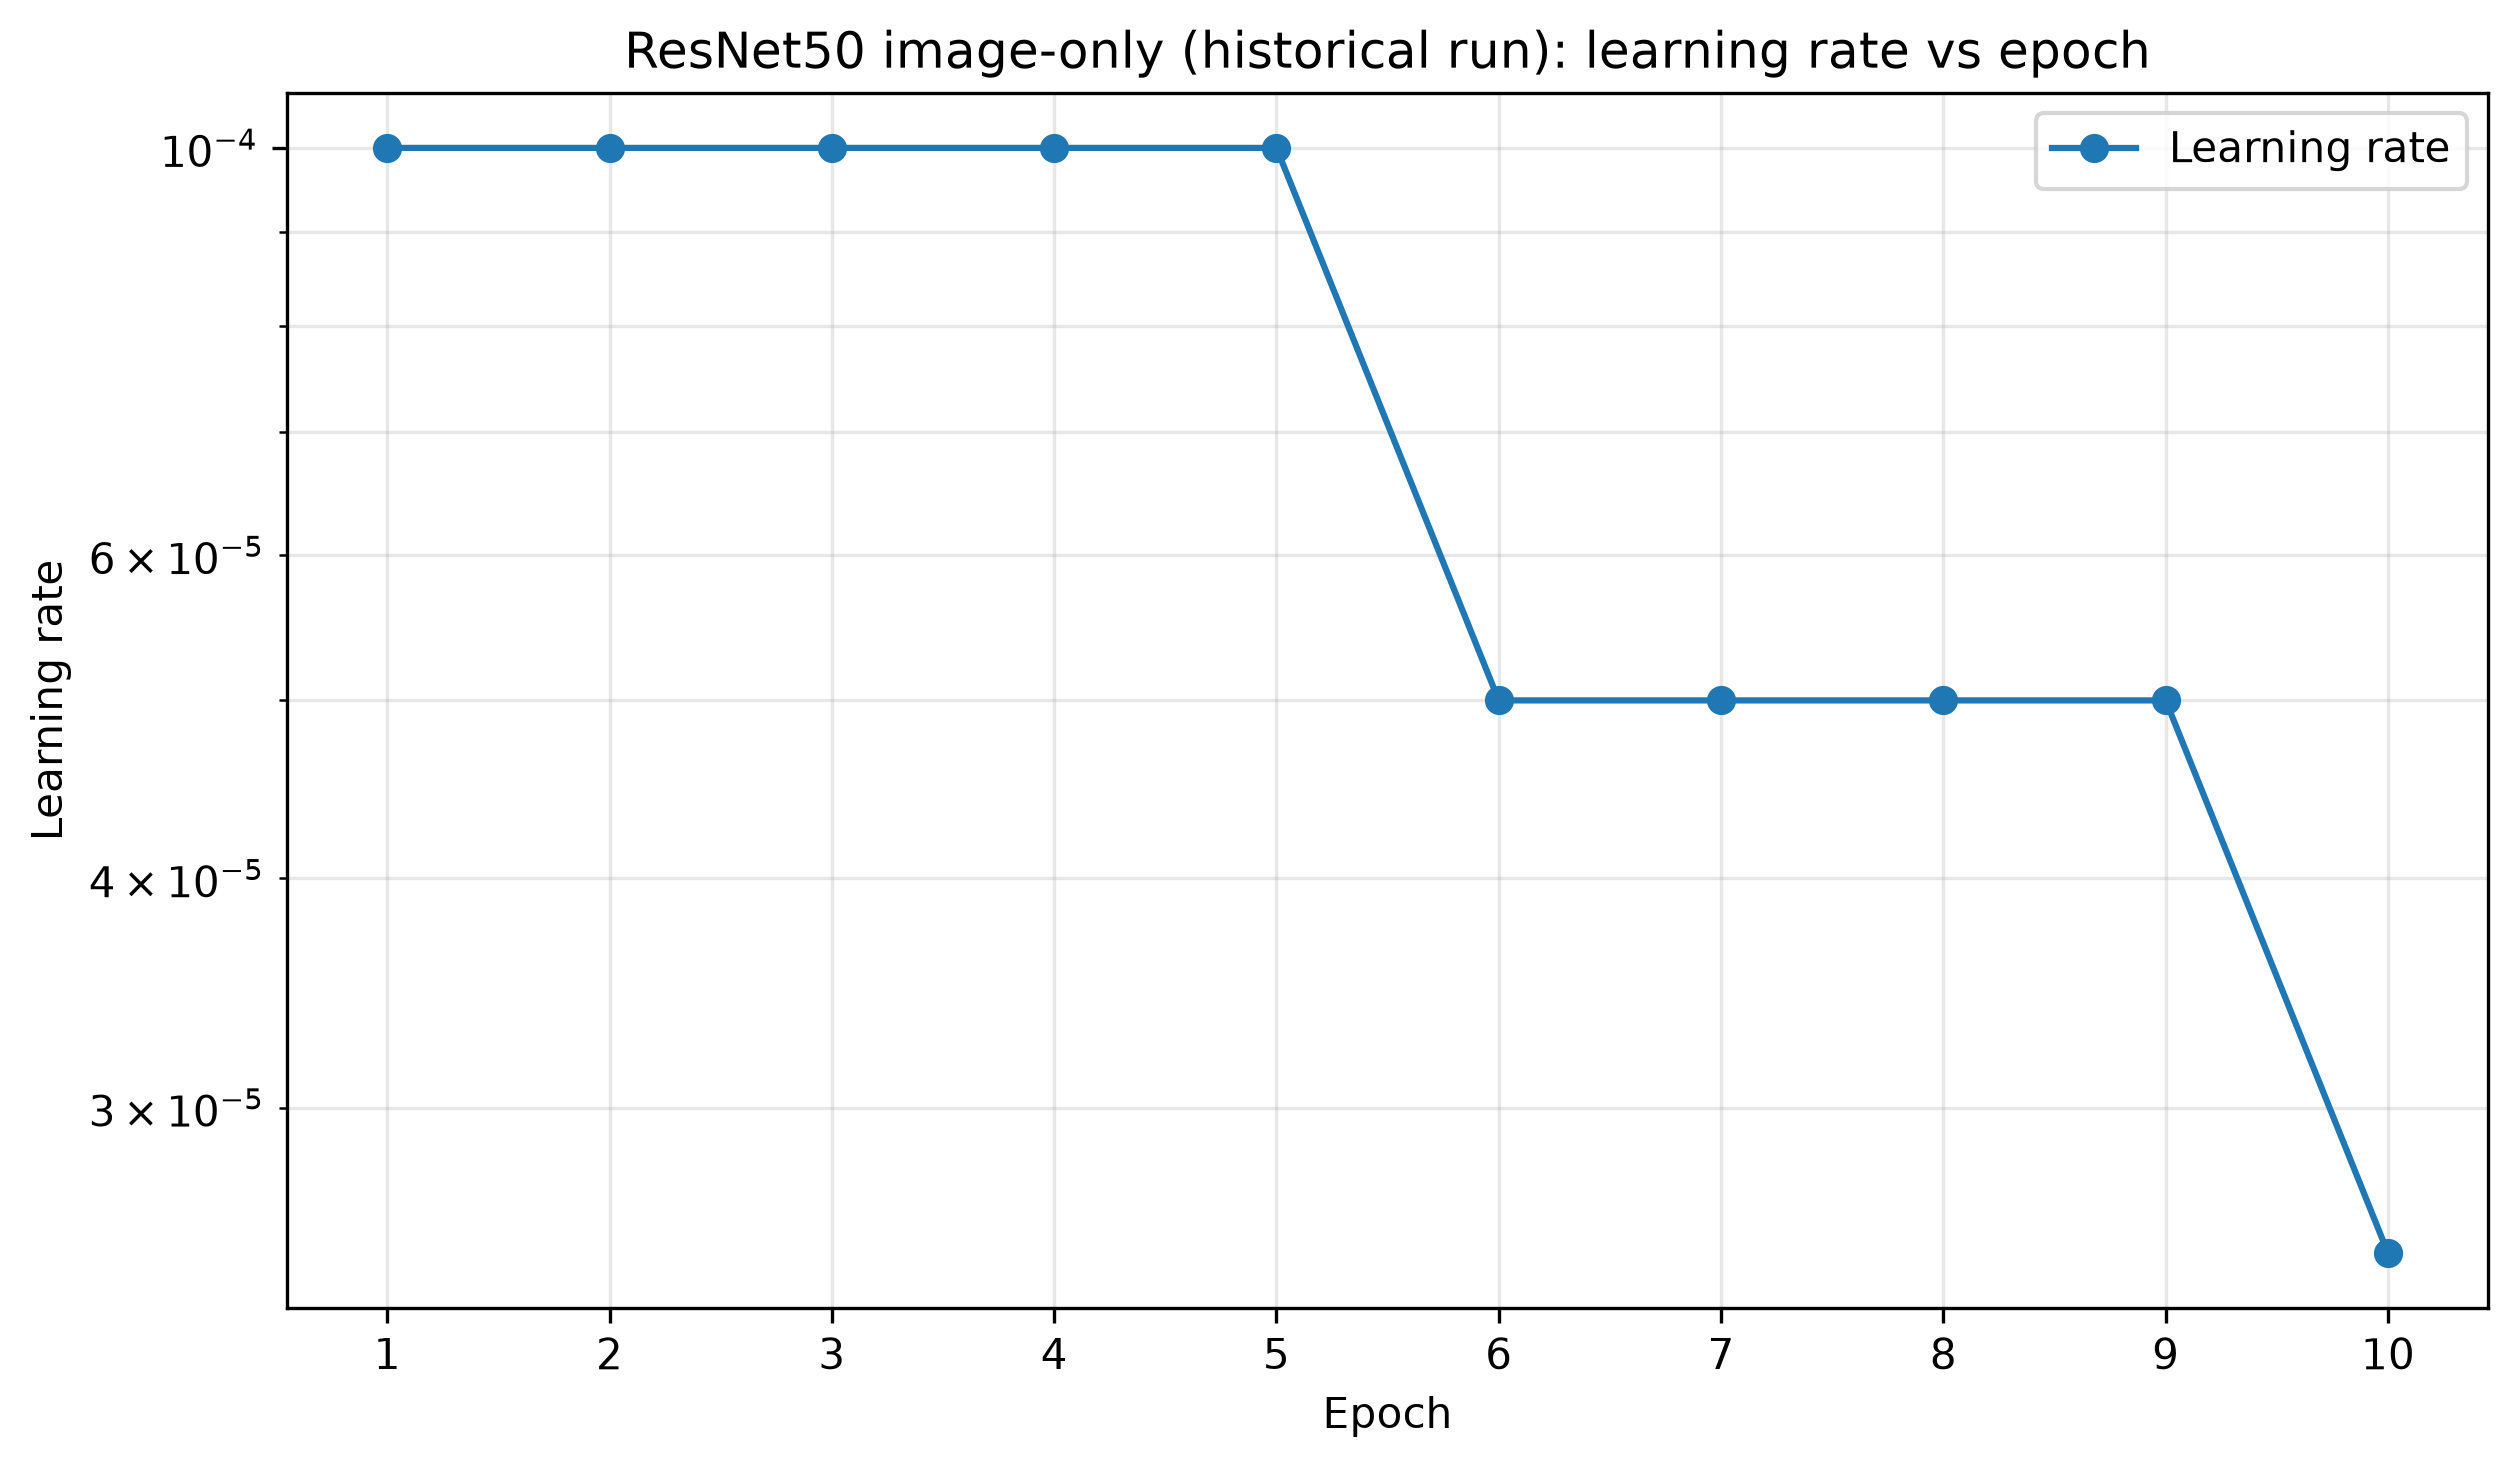 ResNet50 image-only (historical run): learning rate vs epoch
Learning rate
10⁻⁴
6 × 10⁻⁵
4 × 10⁻⁵
3 × 10⁻⁵
Learning rate
1 2 3 4 5 6 7 8 9 10
Epoch